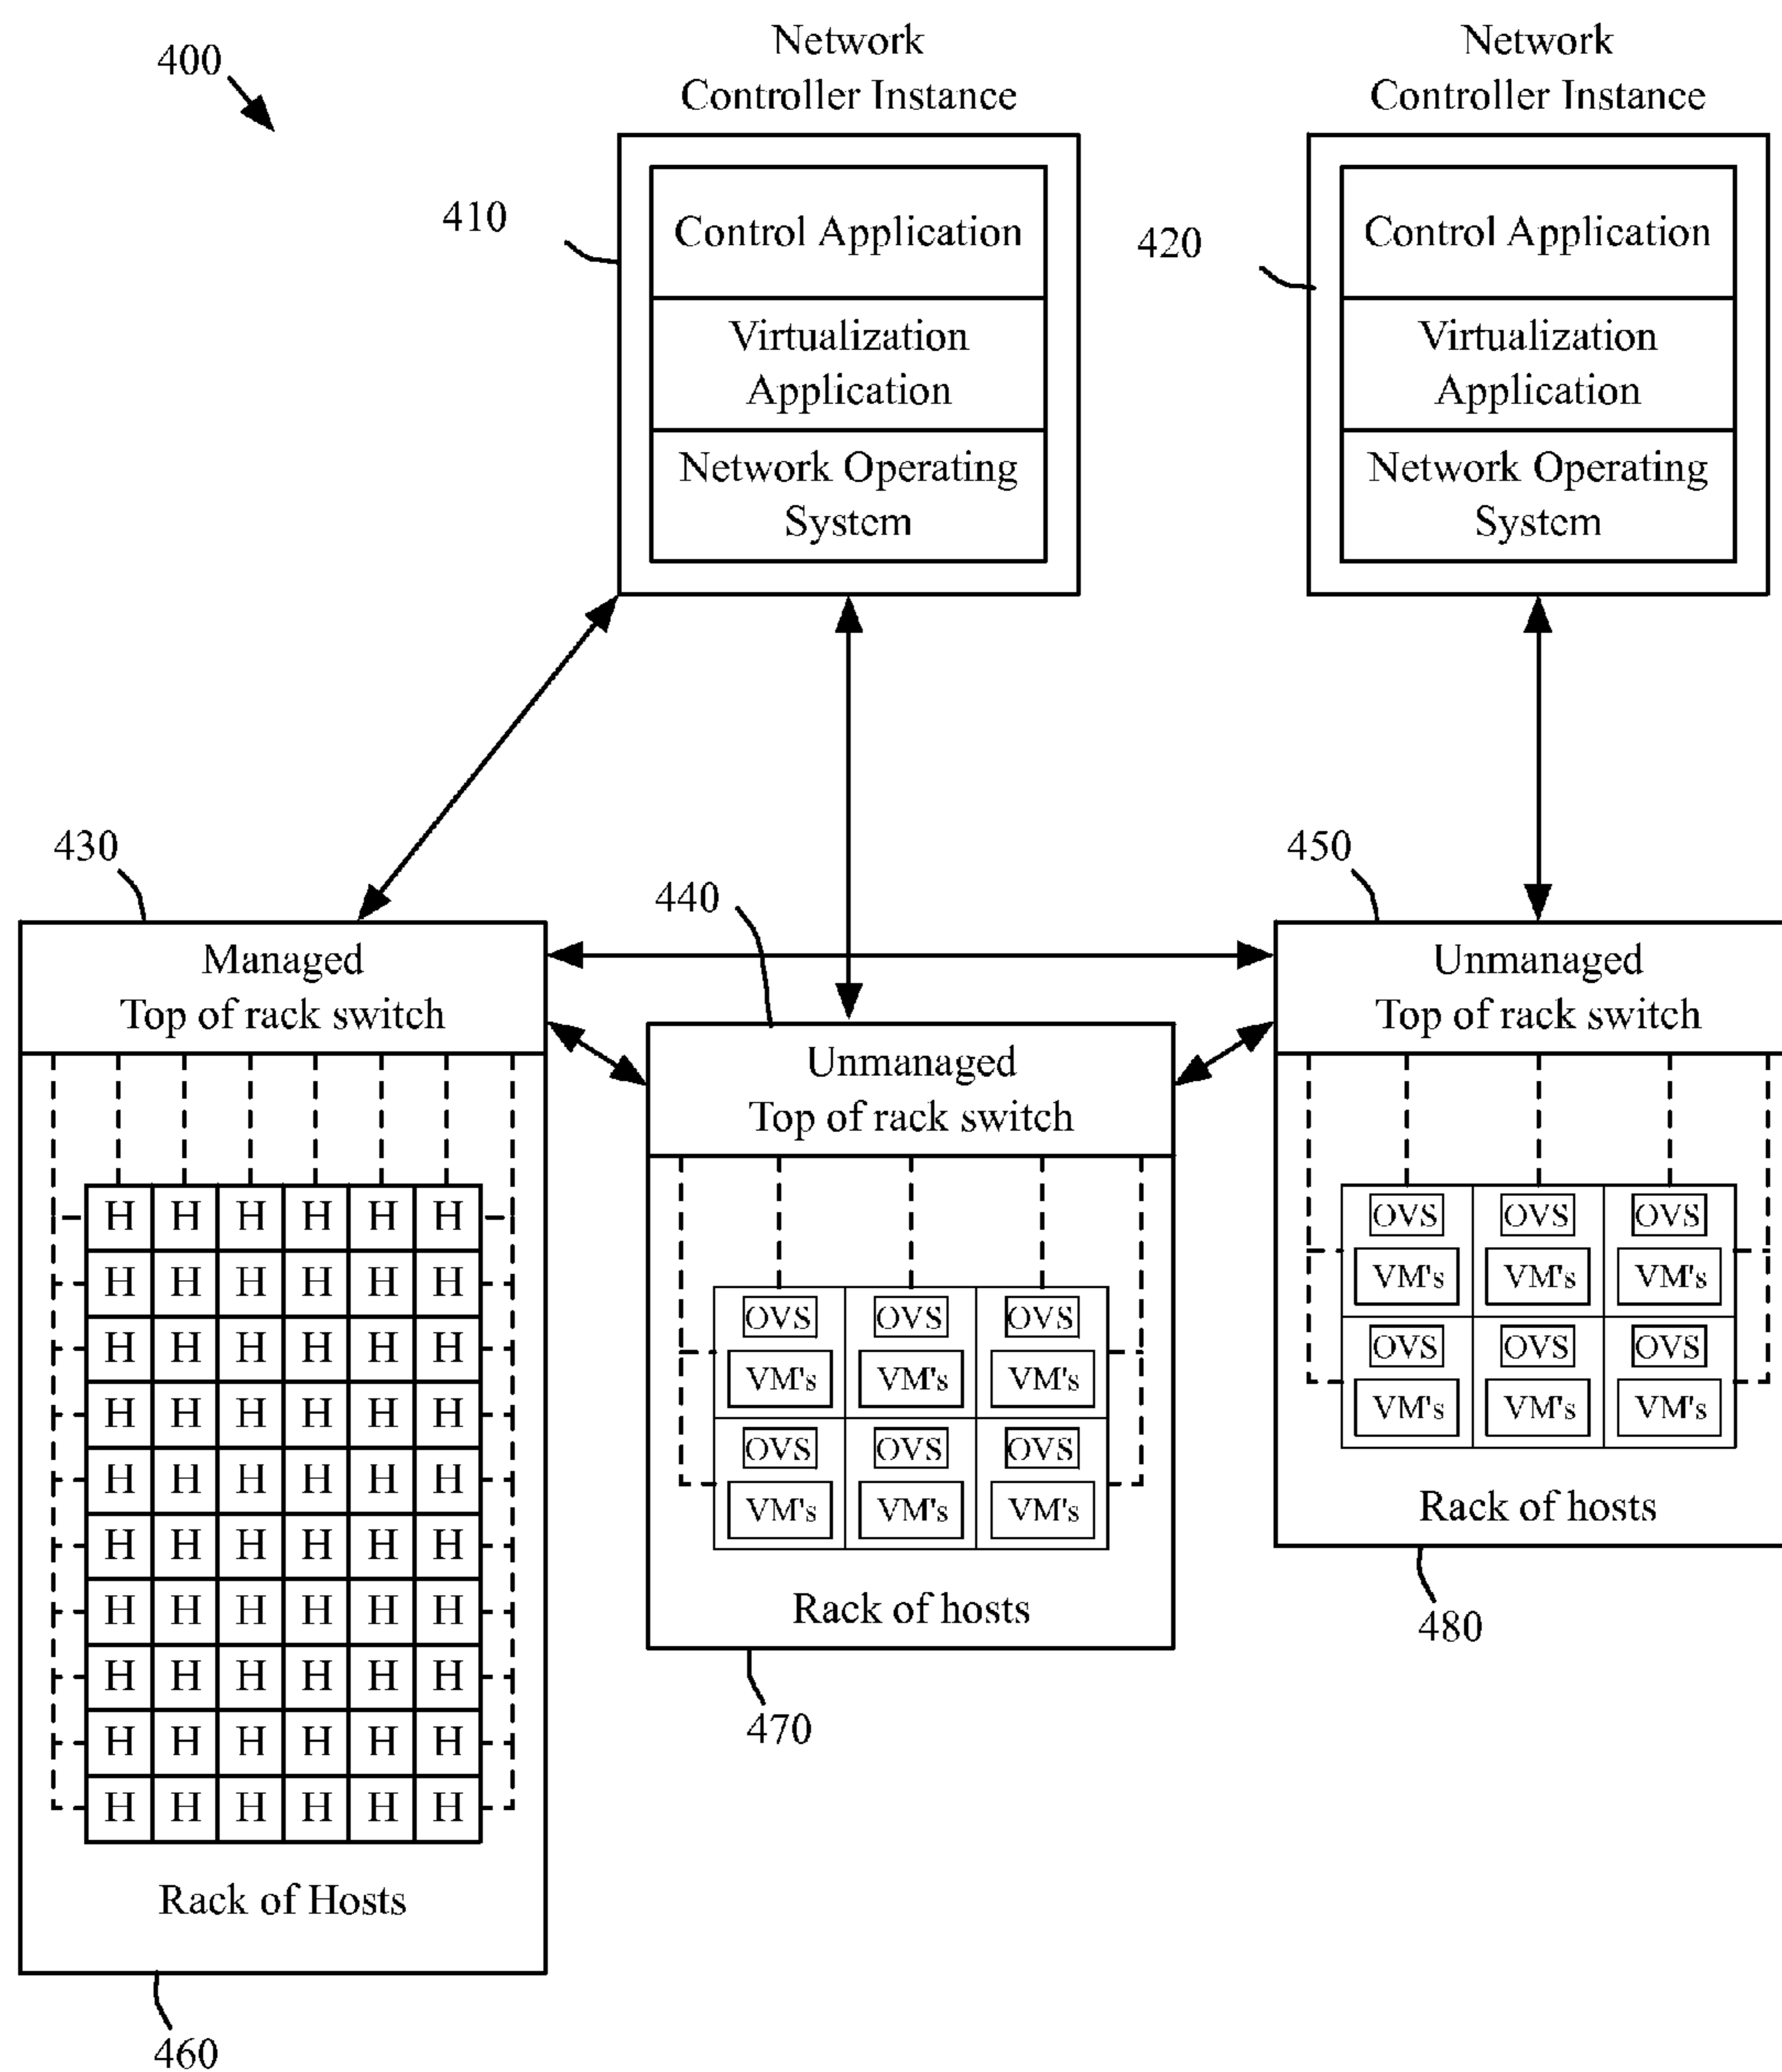 400
Network
Controller Instance
Network
Controller Instance
410
Control Application
Virtualization
Application
Network Operating
System
420
Control Application
Virtualization
Application
Network Operating
System
430
Managed
Top of rack switch
440
Unmanaged
Top of rack switch
450
Unmanaged
Top of rack switch
H H H H H H
H H H H H H
H H H H H H
H H H H H H
H H H H H H
H H H H H H
H H H H H H
H H H H H H
H H H H H H
H H H H H H
Rack of Hosts
460
OVS OVS OVS
VM's VM's VM's
OVS OVS OVS
VM's VM's VM's
Rack of hosts
470
OVS OVS OVS
VM's VM's VM's
OVS OVS OVS
VM's VM's VM's
Rack of hosts
480